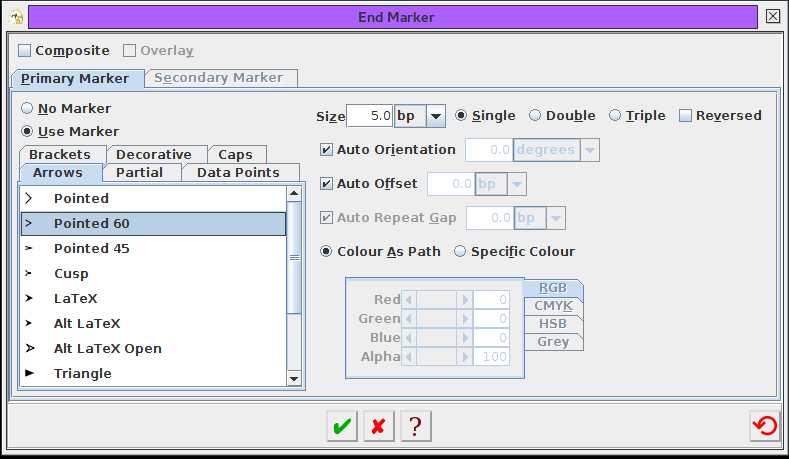 End Marker
Composite Overlay
Primary Marker Secondary Marker
No Marker
Use Marker
Size 5.0 bp Single Double Triple Reversed
Brackets Decorative Caps
Arrows Partial Data Points
Auto Orientation 0.0 degrees
Auto Offset 0.0 bp
Auto Repeat Gap 0.0 bp
Colour As Path Specific Colour
Pointed
Pointed 60
Pointed 45
Cusp
LaTeX
Alt LaTeX
Alt LaTeX Open
Triangle
Red 0
Green 0
Blue 0
Alpha 100
RGB
CMYK
HSB
Grey
?